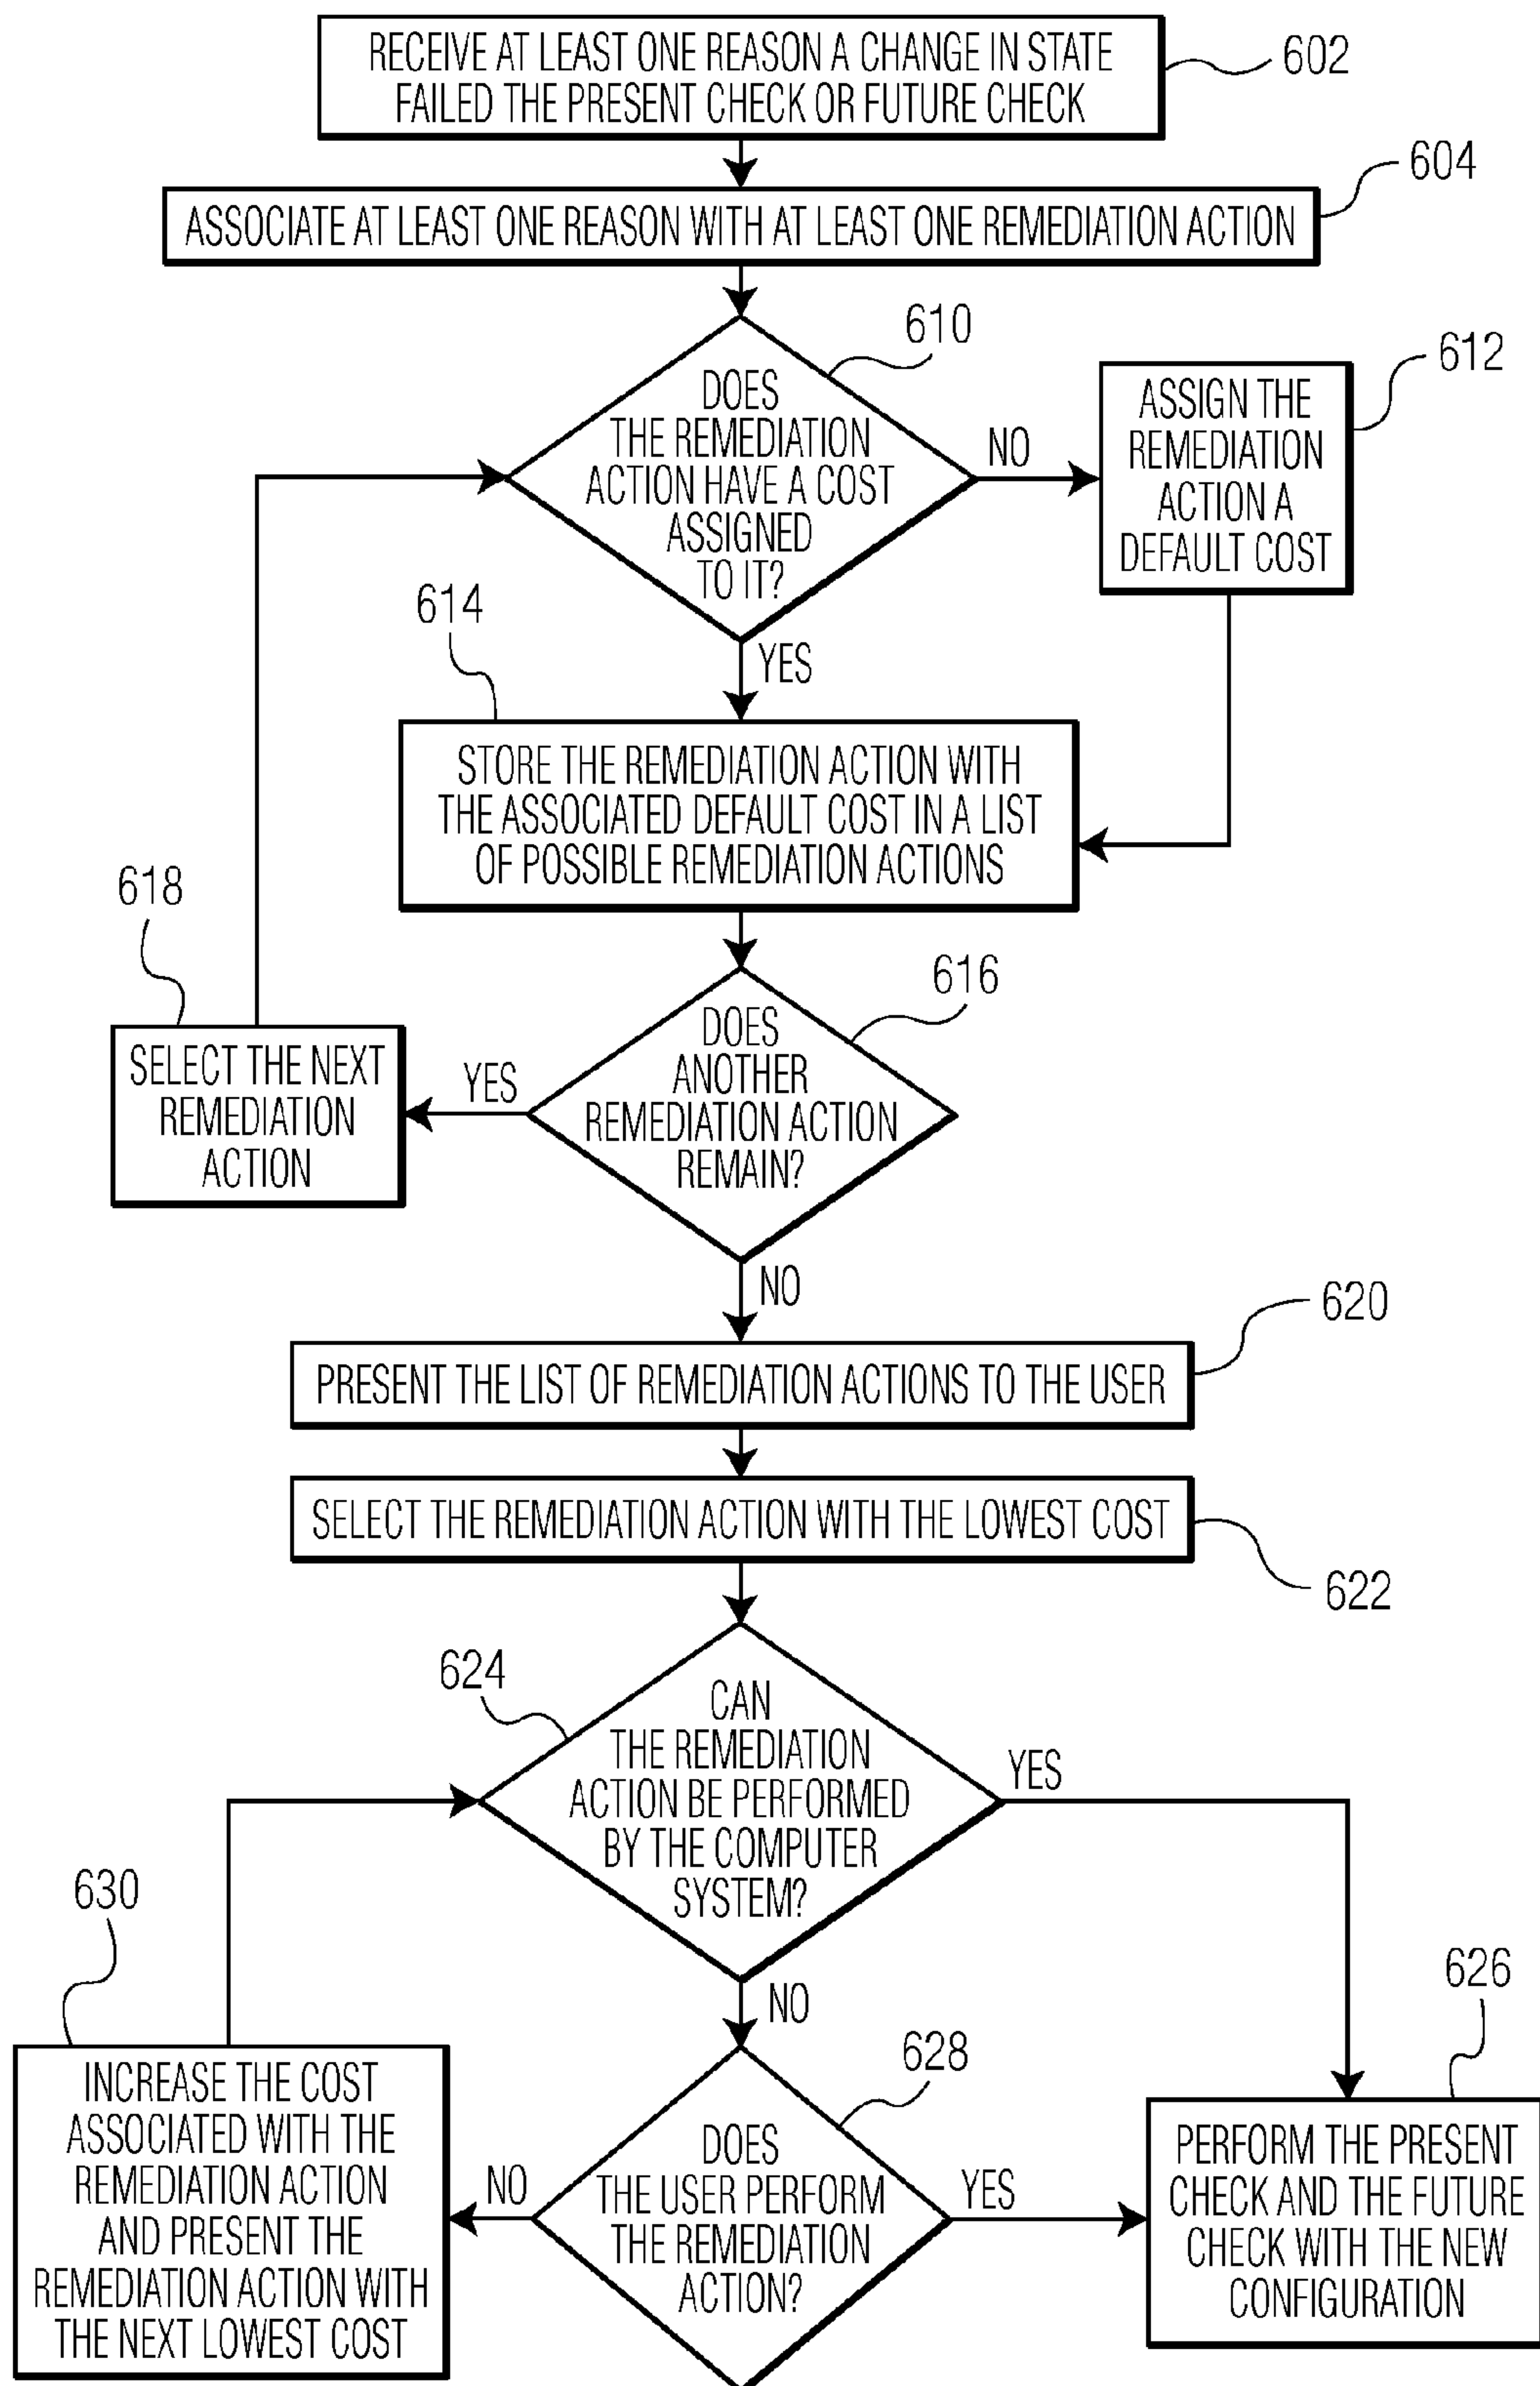 RECEIVE AT LEAST ONE REASON A CHANGE IN STATE
FAILED THE PRESENT CHECK OR FUTURE CHECK
602
604
ASSOCIATE AT LEAST ONE REASON WITH AT LEAST ONE REMEDIATION ACTION
610
DOES
THE REMEDIATION
ACTION HAVE A COST
ASSIGNED
TO IT?
NO
612
ASSIGN THE
REMEDIATION
ACTION A
DEFAULT COST
YES
614
STORE THE REMEDIATION ACTION WITH
THE ASSOCIATED DEFAULT COST IN A LIST
OF POSSIBLE REMEDIATION ACTIONS
616
DOES
ANOTHER
REMEDIATION ACTION
REMAIN?
YES
618
SELECT THE NEXT
REMEDIATION
ACTION
NO
620
PRESENT THE LIST OF REMEDIATION ACTIONS TO THE USER
SELECT THE REMEDIATION ACTION WITH THE LOWEST COST
622
624
CAN
THE REMEDIATION
ACTION BE PERFORMED
BY THE COMPUTER
SYSTEM?
YES
NO
626
PERFORM THE PRESENT
CHECK AND THE FUTURE
CHECK WITH THE NEW
CONFIGURATION
628
DOES
THE USER PERFORM
THE REMEDIATION
ACTION?
YES
NO
630
INCREASE THE COST
ASSOCIATED WITH THE
REMEDIATION ACTION
AND PRESENT THE
REMEDIATION ACTION WITH
THE NEXT LOWEST COST